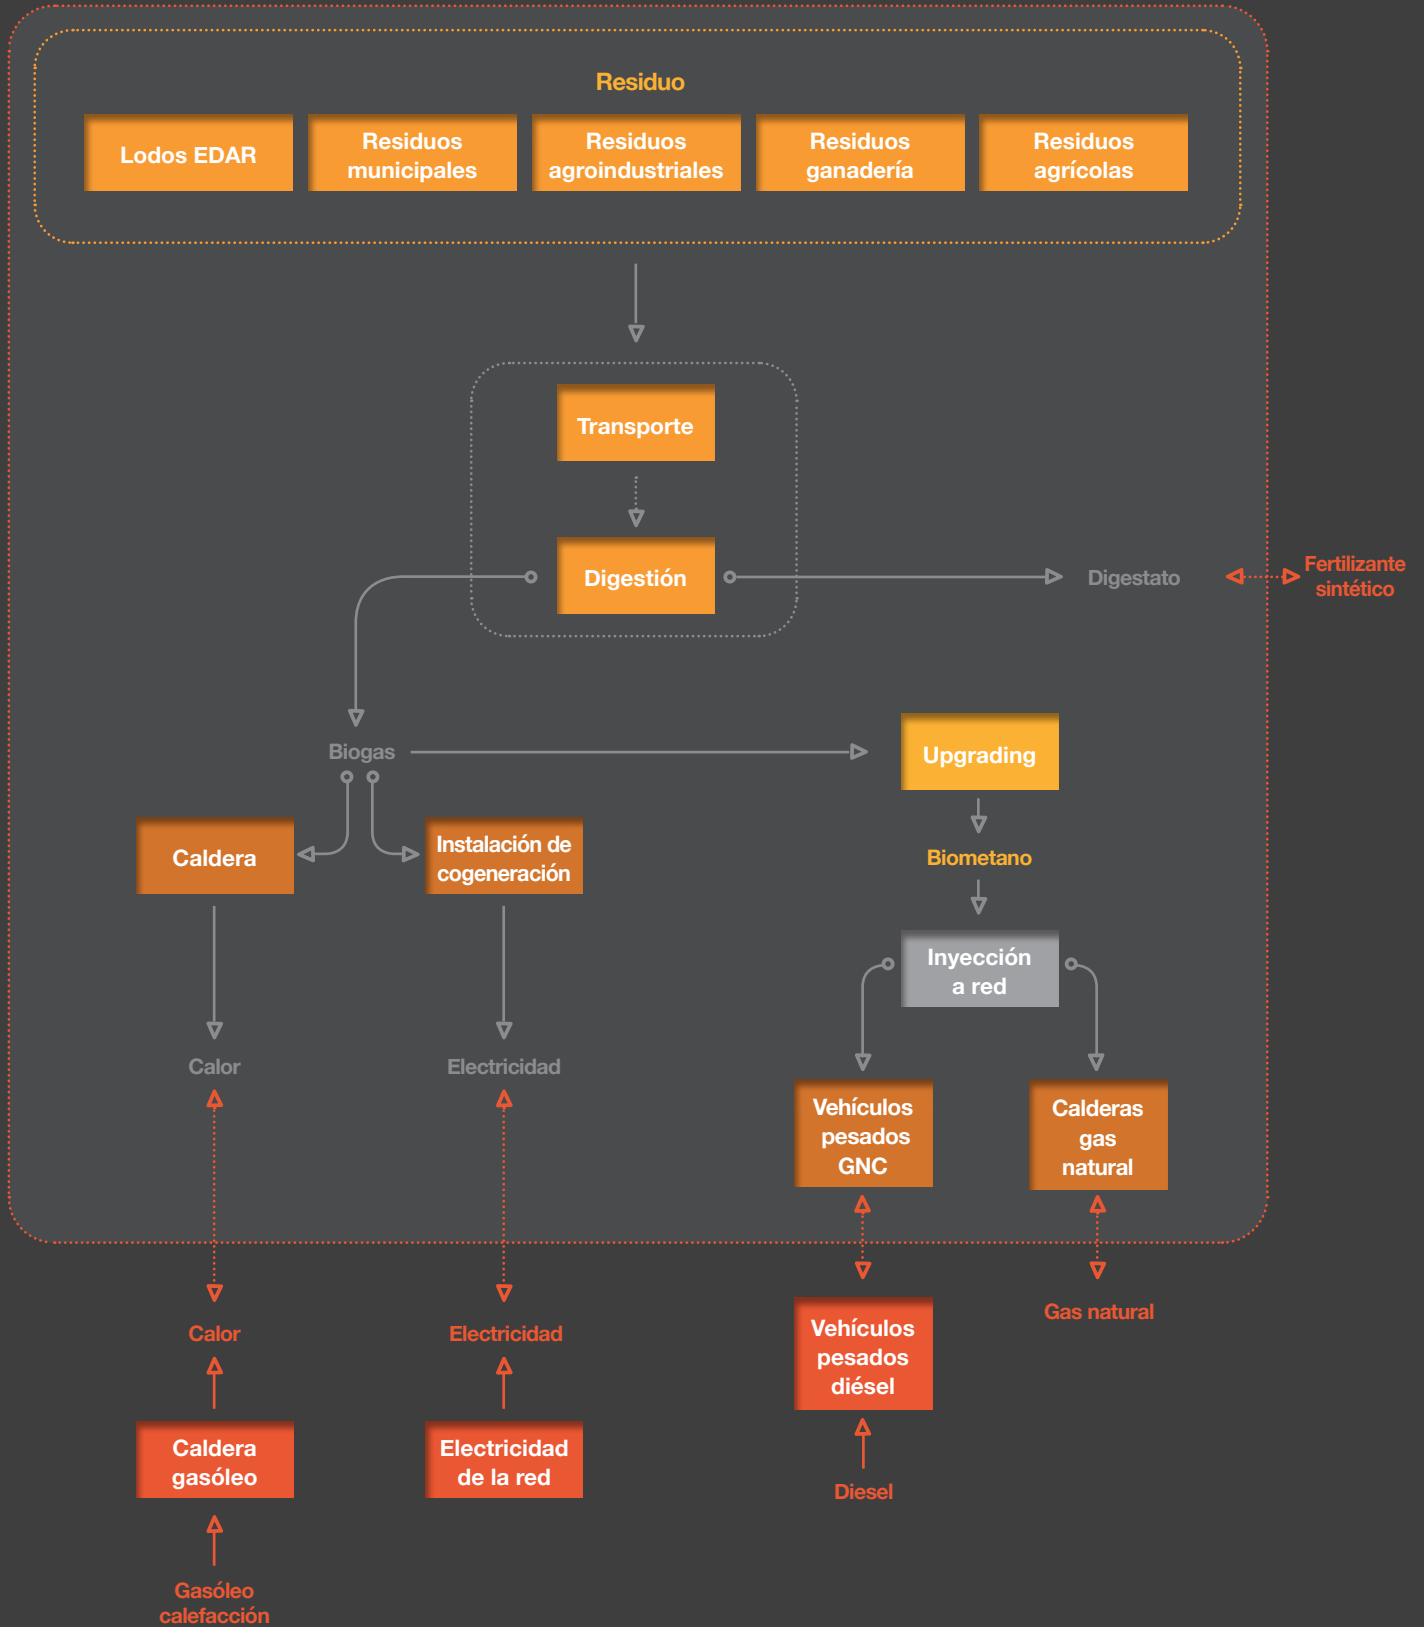 Residuo
Lodos EDAR
Residuos
municipales
Residuos
agroindustriales
Residuos
ganadería
Residuos
agrícolas
Transporte
Digestión
Digestato
Fertilizante
sintético
Biogas
Upgrading
Caldera
Instalación de
cogeneración
Biometano
Inyección
a red
Calor
Electricidad
Vehículos
pesados
GNC
Calderas
gas
natural
Calor
Electricidad
Vehículos
pesados
diésel
Gas natural
Caldera
gasóleo
Electricidad
de la red
Diesel
Gasóleo
calefacción